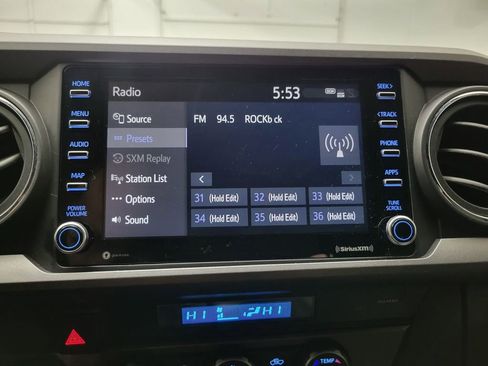 HOME
MENU
AUDIO
MAP
POWER
VOLUME
Radio 5:53
Source
Presets
SXM Replay
Station List
Options
Sound
FM 94.5 ROCKb ck
31 (Hold Edit) 32 (Hold Edit) 33 (Hold Edit)
34 (Hold Edit) 35 (Hold Edit) 36 (Hold Edit)
SEEK>
<TRACK
PHONE
APPS
TUNE
SCROLL
SiriusXM
HI HI
TEMP